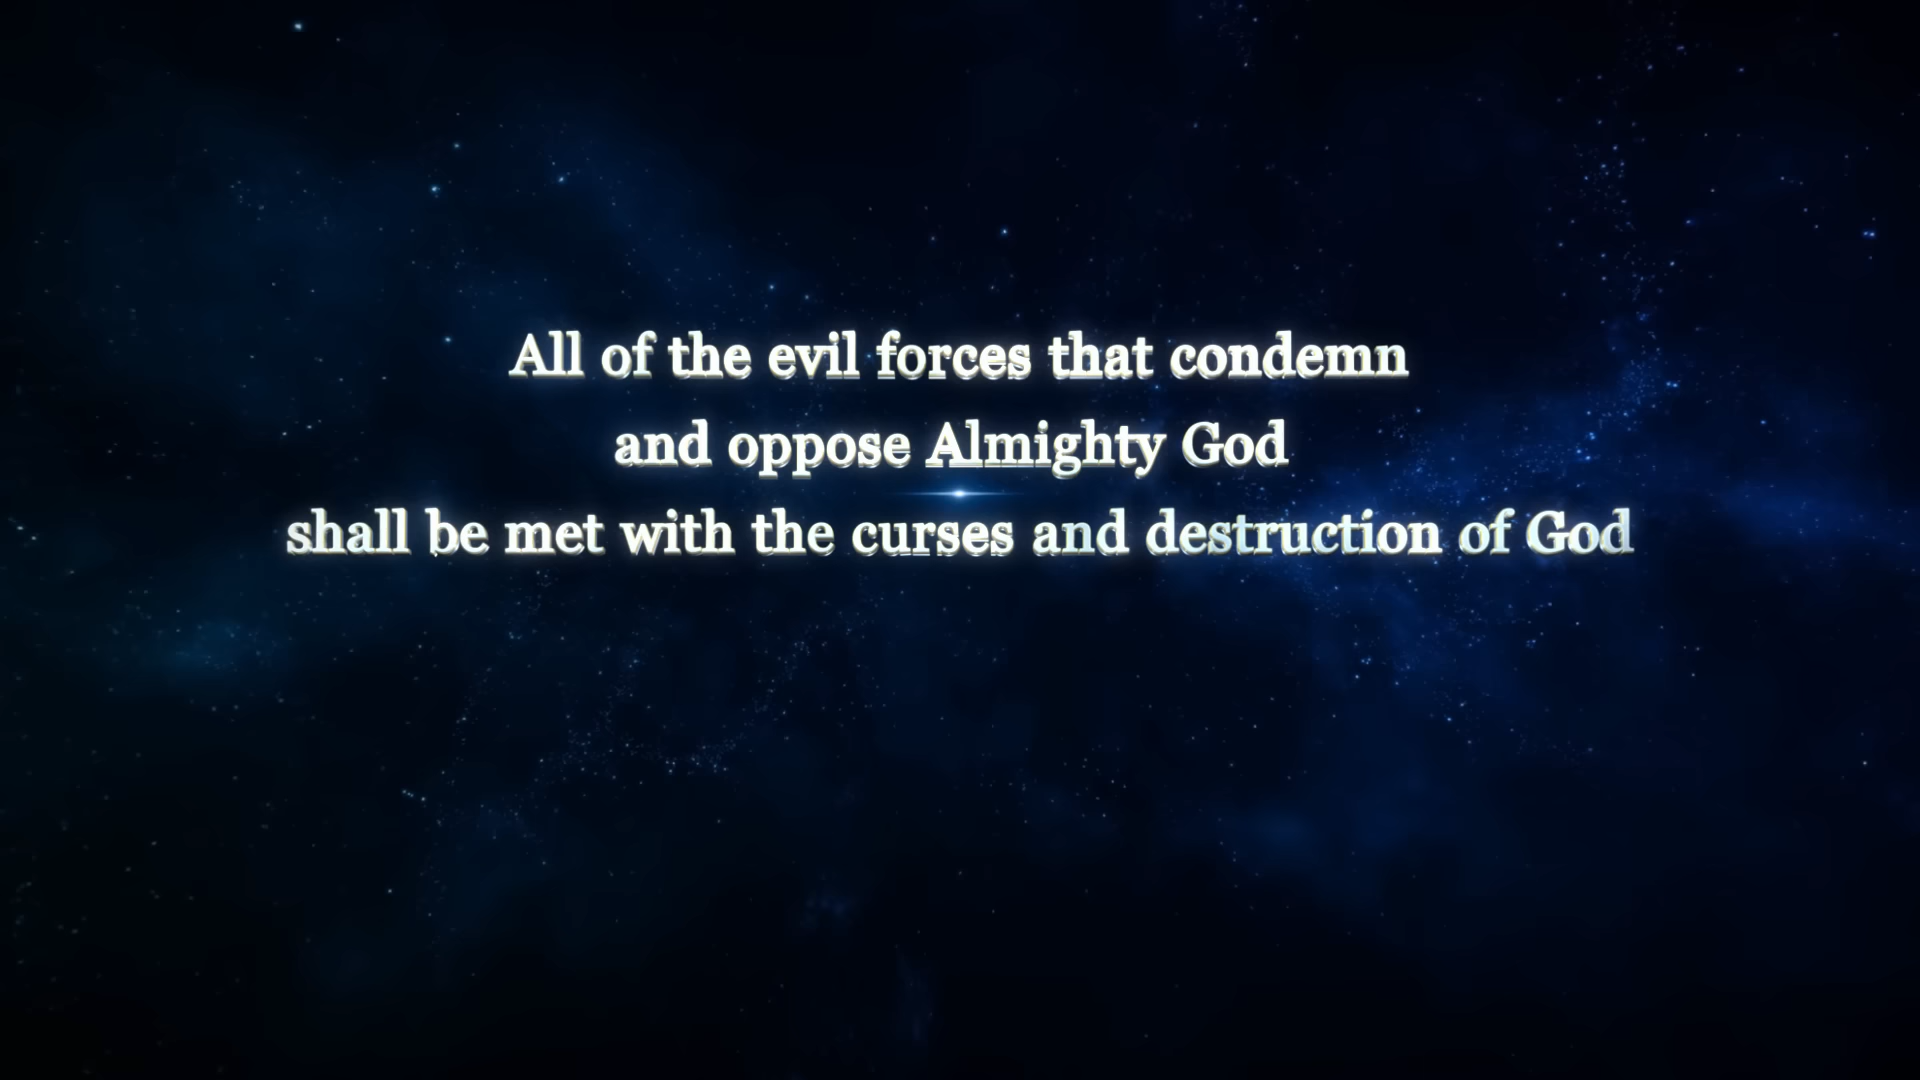 All of the evil forces that condemn
and oppose Almighty God
shall be met with the curses and destruction of God